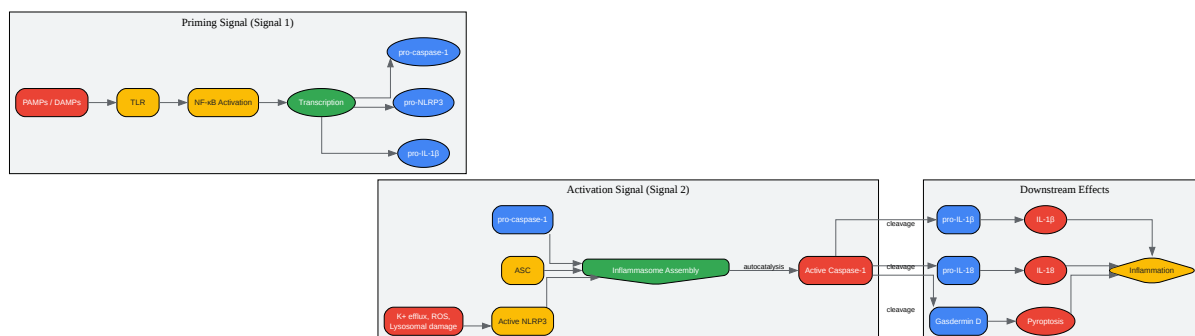 Priming Signal (Signal 1)
pro-caspase-1
PAMPs / DAMPs
TLR
NF-κB Activation
Transcription
pro-NLRP3
pro-IL-1β
Activation Signal (Signal 2)
pro-caspase-1
ASC
Inflammasome Assembly
autocatalysis
Active Caspase-1
K+ efflux, ROS,
Lysosomal damage
Active NLRP3
Downstream Effects
cleavage
pro-IL-1β
IL-1β
cleavage
pro-IL-18
IL-18
Inflammation
cleavage
Gasdermin D
Pyroptosis